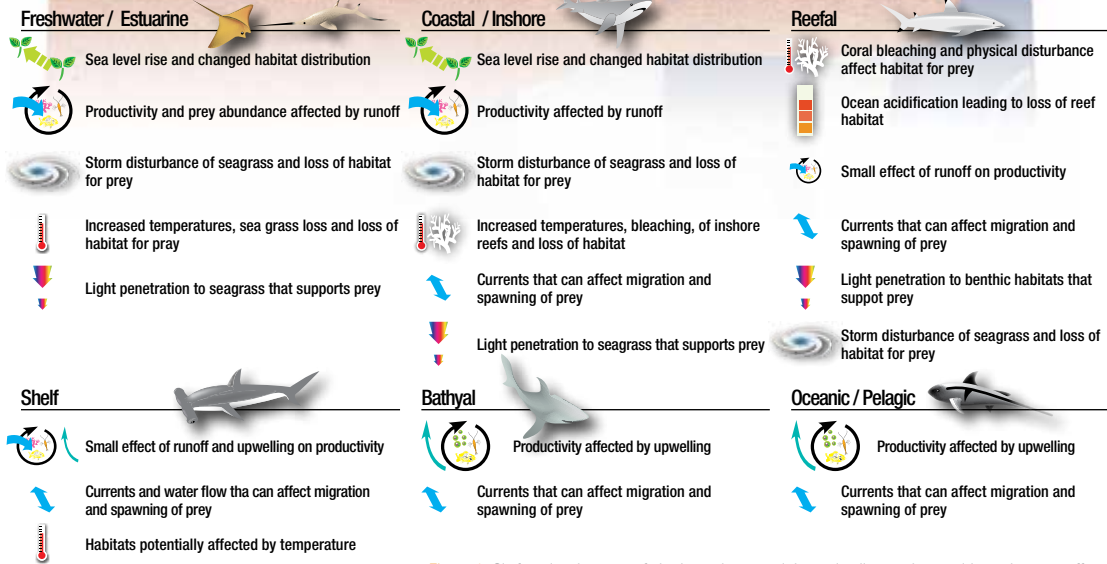 Freshwater / Estuarine
Sea level rise and changed habitat distribution
Productivity and prey abundance affected by runoff
Storm disturbance of seagrass and loss of habitat
for prey
Increased temperatures, sea grass loss and loss of
habitat for pray
Light penetration to seagrass that supports prey
Coastal / Inshore
Sea level rise and changed habitat distribution
Productivity affected by runoff
Storm disturbance of seagrass and loss of
habitat for prey
Increased temperatures, bleaching, of inshore
reefs and loss of habitat
Currents that can affect migration and
spawning of prey
Light penetration to seagrass that supports prey
Reefal
Coral bleaching and physical disturbance
affect habitat for prey
Ocean acidification leading to loss of reef
habitat
Small effect of runoff on productivity
Currents that can affect migration and
spawning of prey
Light penetration to benthic habitats that
suppot prey
Storm disturbance of seagrass and loss of
habitat for prey
Shelf
Small effect of runoff and upwelling on productivity
Currents and water flow tha can affect migration
and spawning of prey
Habitats potentially affected by temperature
Bathyal
Productivity affected by upwelling
Currents that can affect migration and
spawning of prey
Oceanic / Pelagic
Productivity affected by upwelling
Currents that can affect migration and
spawning of prey